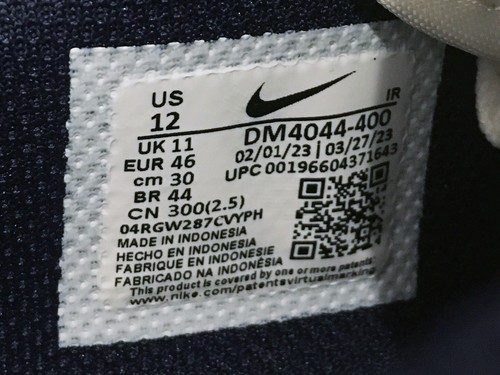 US
12
IR
UK 11
DM4044-400
EUR 46
02/01/23 | 03/27/23
cm 30
UPC 00196604371643
BR 44
CN 300(2.5)
04RGW287CVYPH
MADE IN INDONESIA
HECHO EN INDONESIA
FABRIQUE EN INDONESIE
FABRICADO NA INDONÉSIA
This product is covered by one or more patents:
www.nike.com/patentsvirtualmarking